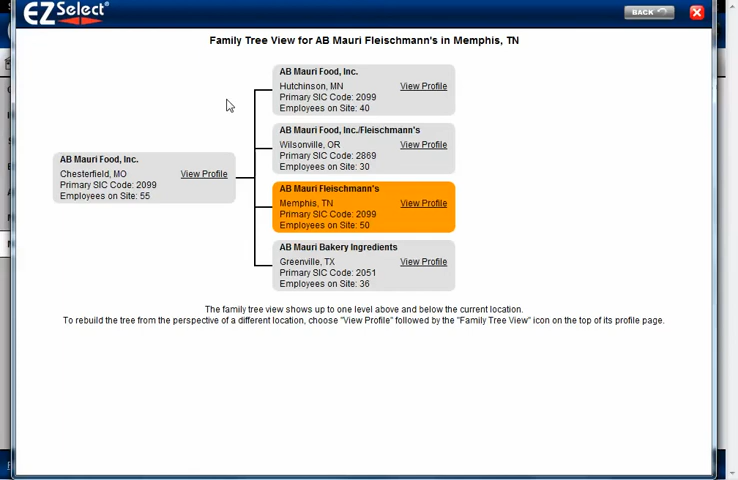 EZSelect®
BACK
Family Tree View for AB Mauri Fleischmann's in Memphis, TN
AB Mauri Food, Inc.
Hutchinson, MN View Profile
Primary SIC Code: 2099
Employees on Site: 40
AB Mauri Food, Inc./Fleischmann's
Wilsonville, OR View Profile
Primary SIC Code: 2869
Employees on Site: 30
AB Mauri Food, Inc.
Chesterfield, MO View Profile
Primary SIC Code: 2099
Employees on Site: 55
AB Mauri Fleischmann's
Memphis, TN View Profile
Primary SIC Code: 2099
Employees on Site: 50
AB Mauri Bakery Ingredients
Greenville, TX View Profile
Primary SIC Code: 2051
Employees on Site: 36
The family tree view shows up to one level above and below the current location.
To rebuild the tree from the perspective of a different location, choose "View Profile" followed by the "Family Tree View" icon on the top of its profile page.